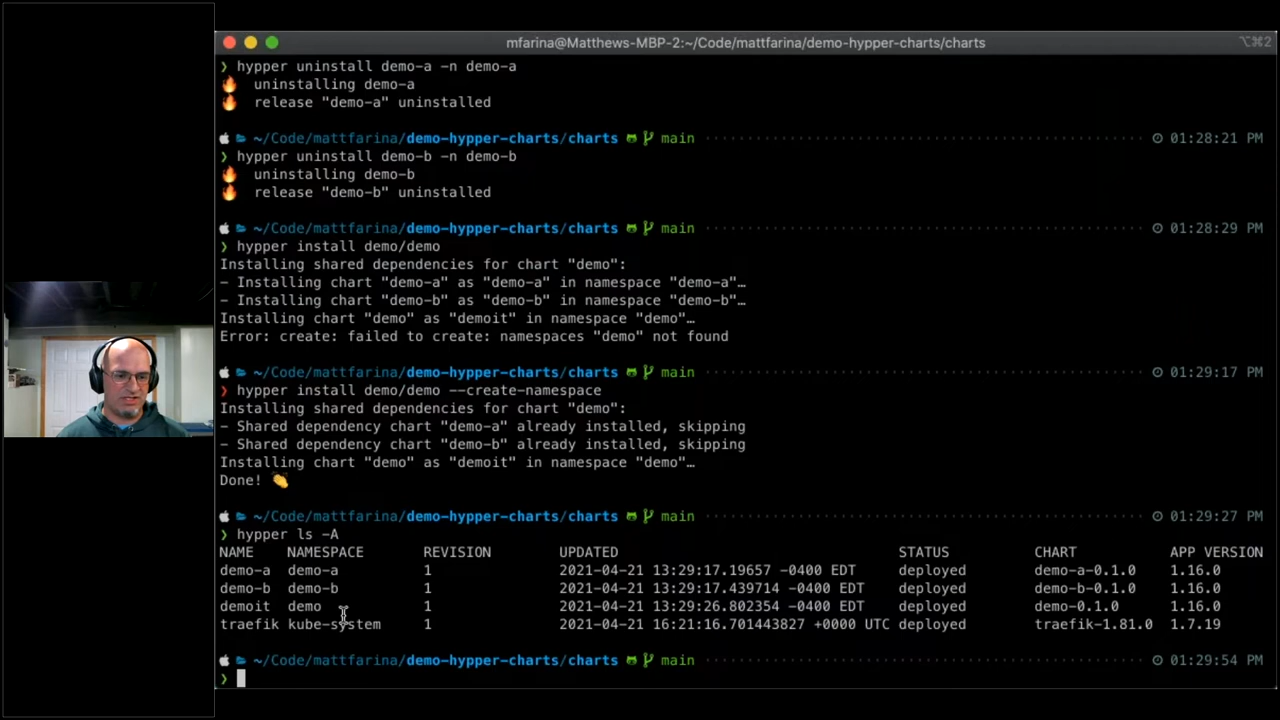 mfarina@Matthews-MBP-2:~/Code/mattfarina/demo-hypper-charts/charts ⌥⌘2
❯ hypper uninstall demo-a -n demo-a
🔥 uninstalling demo-a
🔥 release "demo-a" uninstalled
~/Code/mattfarina/demo-hypper-charts/charts main 01:28:21 PM
❯ hypper uninstall demo-b -n demo-b
🔥 uninstalling demo-b
🔥 release "demo-b" uninstalled
~/Code/mattfarina/demo-hypper-charts/charts main 01:28:29 PM
❯ hypper install demo/demo
Installing shared dependencies for chart "demo":
- Installing chart "demo-a" as "demo-a" in namespace "demo-a"…
- Installing chart "demo-b" as "demo-b" in namespace "demo-b"…
Installing chart "demo" as "demoit" in namespace "demo"…
Error: create: failed to create: namespaces "demo" not found
~/Code/mattfarina/demo-hypper-charts/charts main 01:29:17 PM
❯ hypper install demo/demo --create-namespace
Installing shared dependencies for chart "demo":
- Shared dependency chart "demo-a" already installed, skipping
- Shared dependency chart "demo-b" already installed, skipping
Installing chart "demo" as "demoit" in namespace "demo"…
Done! 👏
~/Code/mattfarina/demo-hypper-charts/charts main 01:29:27 PM
❯ hypper ls -A
NAME NAMESPACE REVISION UPDATED STATUS CHART APP VERSION
demo-a demo-a 1 2021-04-21 13:29:17.19657 -0400 EDT deployed demo-a-0.1.0 1.16.0
demo-b demo-b 1 2021-04-21 13:29:17.439714 -0400 EDT deployed demo-b-0.1.0 1.16.0
demoit demo 1 2021-04-21 13:29:26.802354 -0400 EDT deployed demo-0.1.0 1.16.0
traefik kube-system 1 2021-04-21 16:21:16.701443827 +0000 UTC deployed traefik-1.81.0 1.7.19
~/Code/mattfarina/demo-hypper-charts/charts main 01:29:54 PM
❯